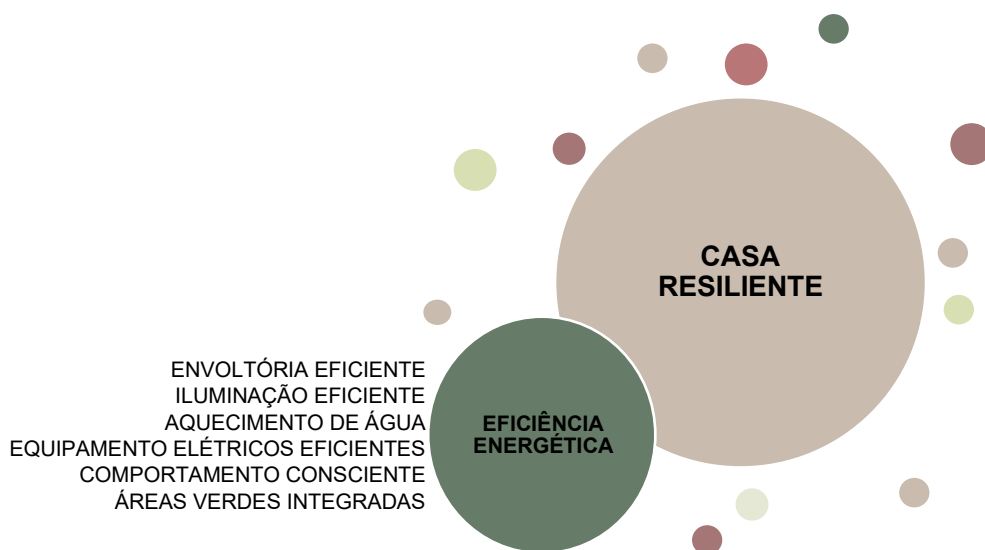 CASA
RESILIENTE
ENVOLTÓRIA EFICIENTE
ILUMINAÇÃO EFICIENTE
AQUECIMENTO DE ÁGUA
EQUIPAMENTO ELÉTRICOS EFICIENTES
COMPORTAMENTO CONSCIENTE
ÁREAS VERDES INTEGRADAS
EFICIÊNCIA
ENERGÉTICA